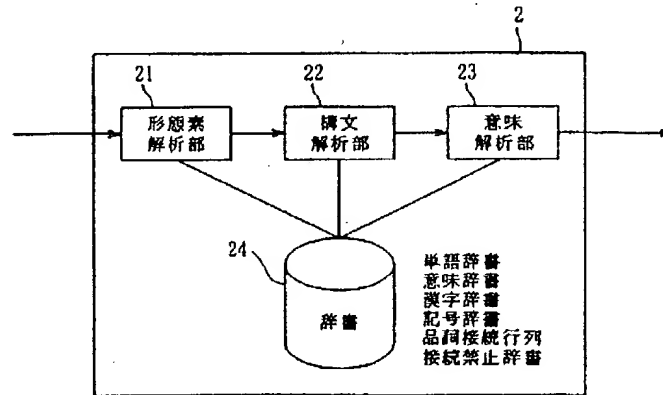 2
21
22
23
形態素
解析部
構文
解析部
意味
解析部
24
辞書
単語辞書
意味辞書
漢字辞書
記号辞書
品詞接続行列
接続禁止辞書